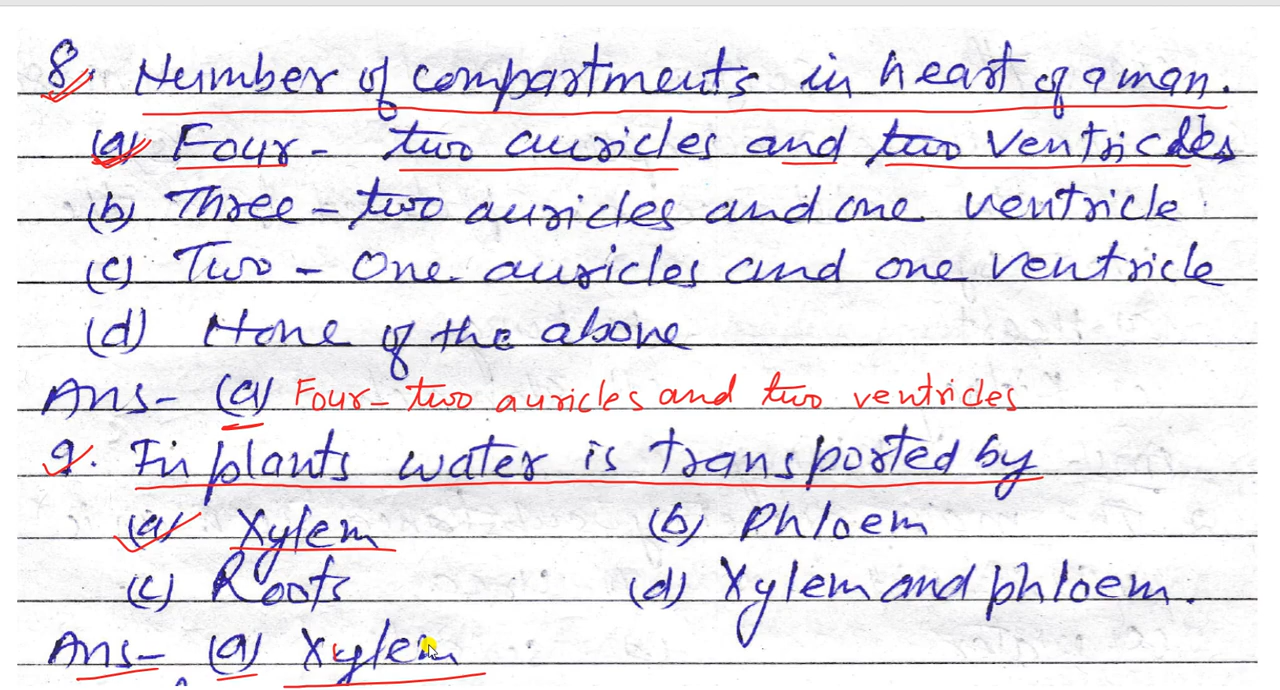 8. Number of compartments in heart of a man.
(a) Four - two auricles and two ventricles
(b) Three - two auricles and one ventricle
(c) Two - One auricles and one ventricle
(d) None of the above
Ans- (a) Four - two auricles and two ventricles
9. In plants water is transported by
(a) Xylem (b) Phloem
(c) Roots (d) Xylem and phloem.
Ans- (a) Xylem